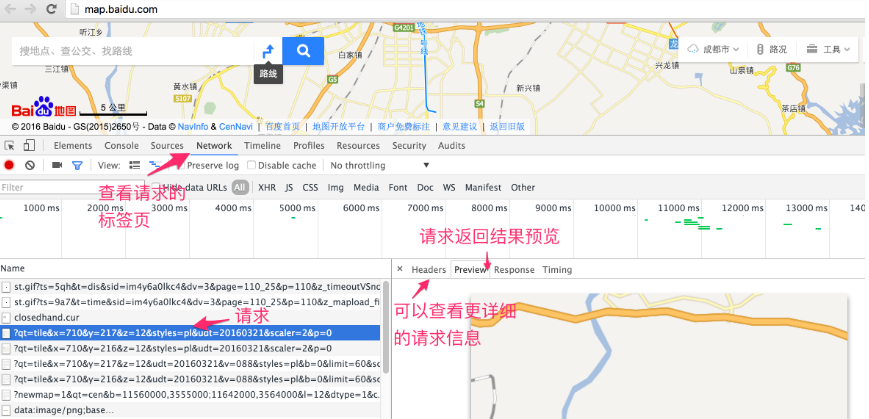 map.baidu.com
听江乡
G4201
搜地点、查公交、找路线
路线
白家镇
成都市
路况
工具
三江镇
黄水镇
S107
G5
新兴镇
S4
兴龙镇
山泉镇
茶店镇
Bai 地图
5 公里
© 2016 Baidu - GS(2015)2650号 - Data © NavInfo & CenNavi | 百度首页 | 地图开放平台 | 商户免费标注 | 意见建议 | 返回旧版
Elements Console Sources Network Timeline Profiles Resources Security Audits
View: Preserve log Disable cache No throttling
Filter Hide data URLs All XHR JS CSS Img Media Font Doc WS Manifest Other
查看请求的
标签页
1000 ms 2000 ms 3000 ms 4000 ms 5000 ms 6000 ms 7000 ms 8000 ms 9000 ms 10000 ms 11000 ms 12000 ms 13000 ms 140
请求返回结果预览
Name
× Headers Preview Response Timing
st.gif?ts=5qh&t=dis&sid=im4y6a0lkc4&dv=3&page=110_25&p=110&z_timeoutVSno
st.gif?ts=9a7&t=time&sid=im4y6a0lkc4&dv=3&page=110_25&p=110&z_mapload_fi
closedhand.cur
请求
可以查看更详细
的请求信息
?qt=tile&x=710&y=217&z=12&styles=pl&udt=20160321&scaler=2&p=0
?qt=tile&x=710&y=216&z=12&styles=pl&udt=20160321&scaler=2&p=0
?qt=tile&x=710&y=217&z=12&udt=20160321&v=088&styles=pl&b=0&limit=60&sc
?qt=tile&x=710&y=216&z=12&udt=20160321&v=088&styles=pl&b=0&limit=60&sc
?newmap=1&qt=cen&b=11560000,3555000;11642000,3564000&l=12&dtype=1&c.
data:image/png;base...